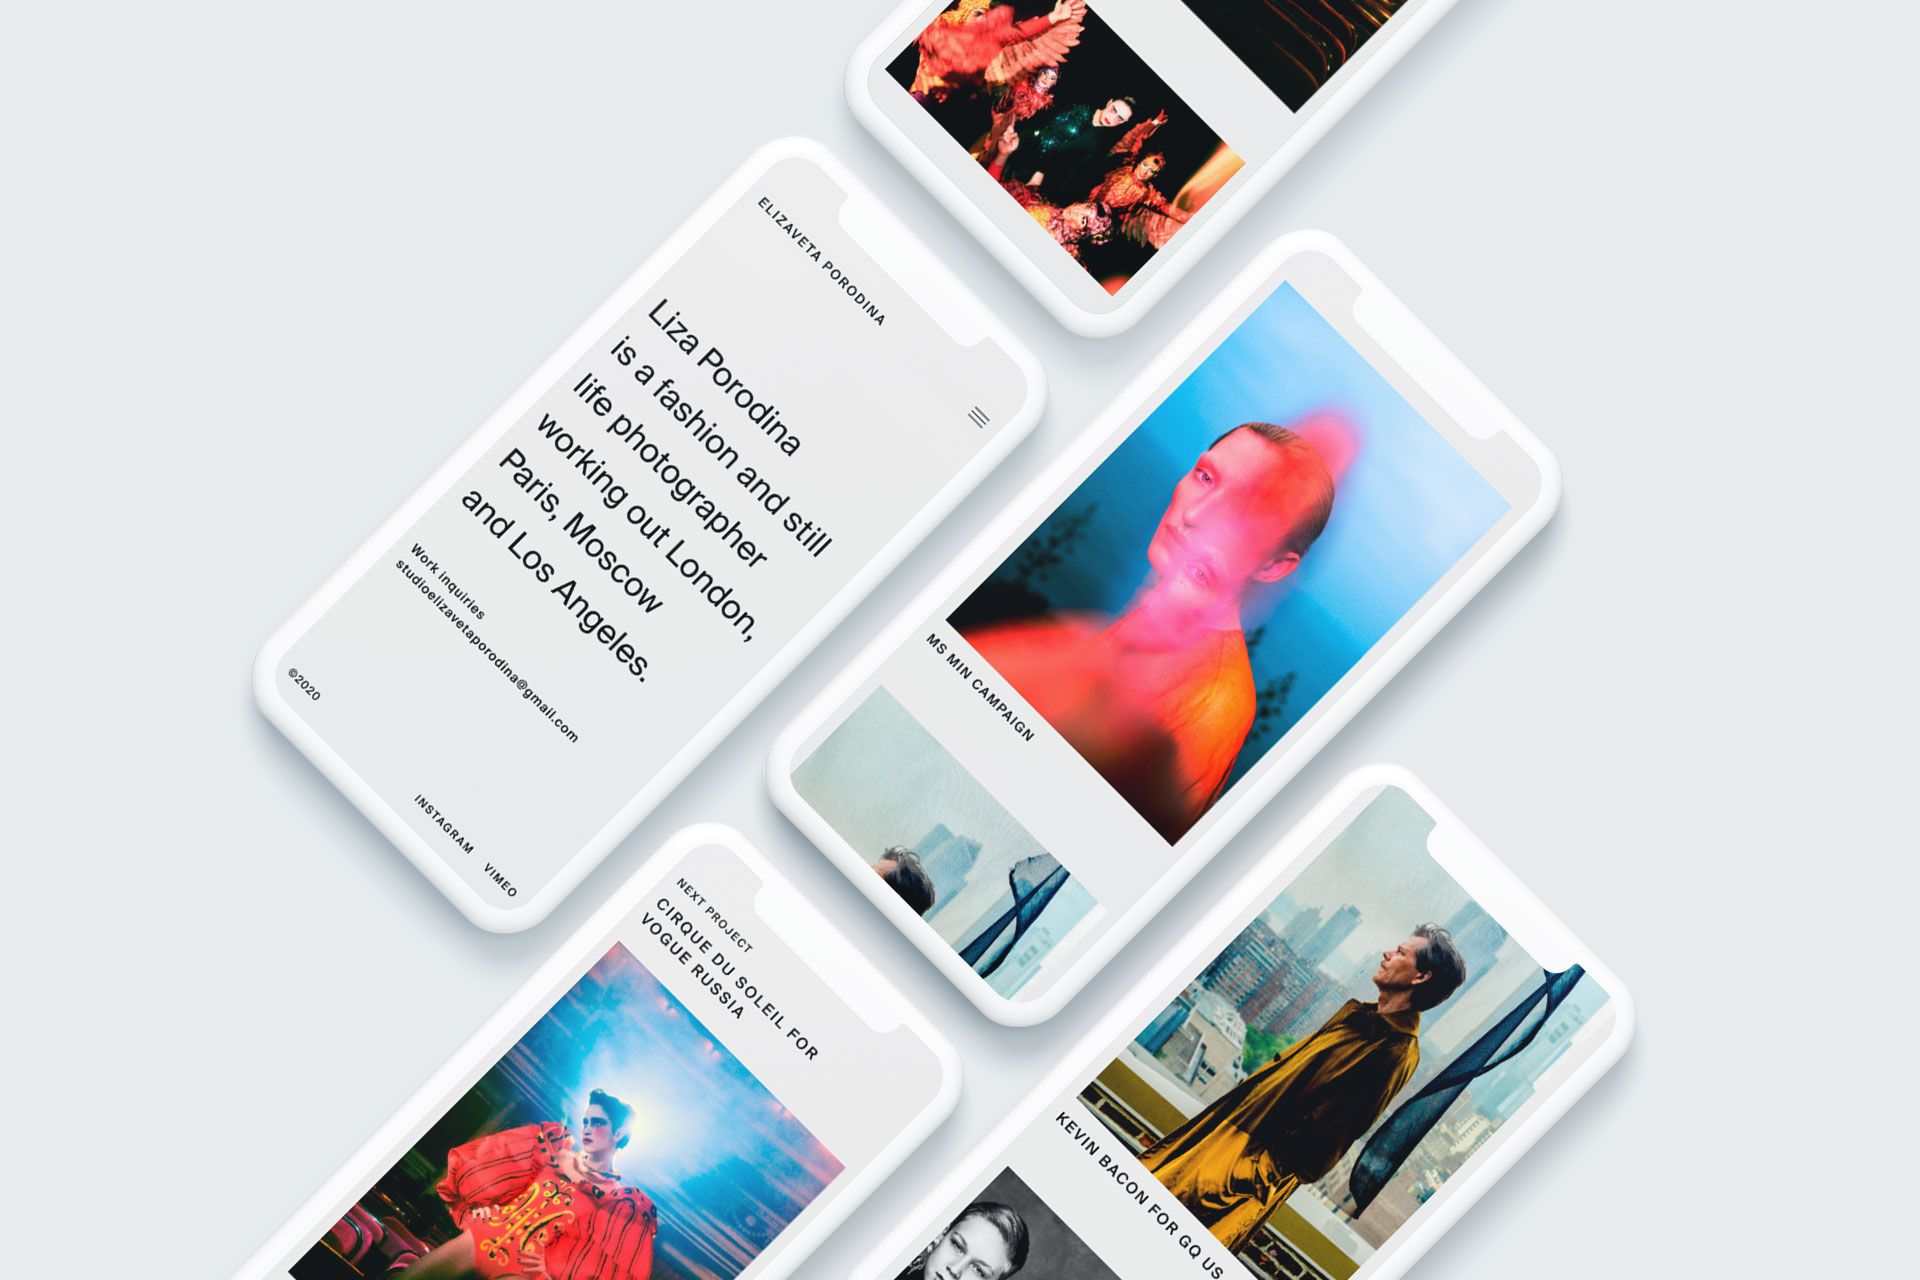 ELIZAVETA PORODINA
Liza Porodina
is a fashion and still
life photographer
working out London,
Paris, Moscow
and Los Angeles.
Work inquiries
studioelizavetaporodina@gmail.com
©2020
INSTAGRAM VIMEO
MS MIN CAMPAIGN
NEXT PROJECT
CIRQUE DU SOLEIL FOR
VOGUE RUSSIA
KEVIN BACON FOR GQ US